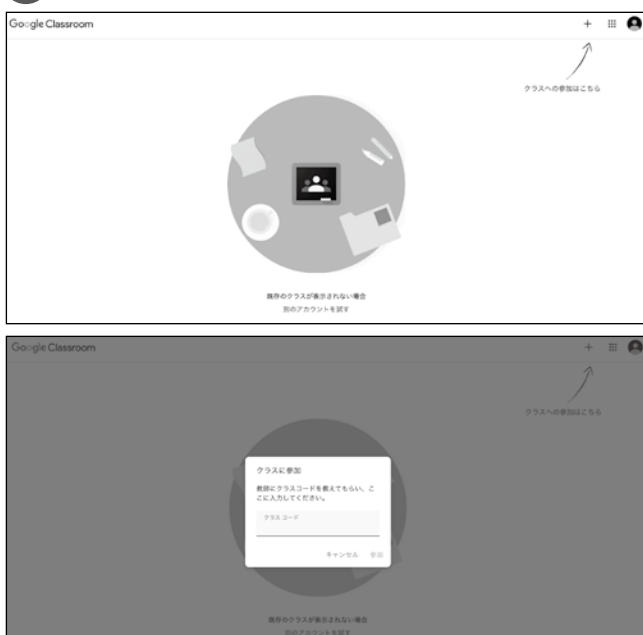 Google Classroom
クラスへの参加はこちら
既存のクラスが表示されない場合
別のアカウントを試す
Google Classroom
クラスへの参加はこちら
クラスに参加
教師にクラスコードを教えてもらい、こ
こに入力してください。
クラス コード
キャンセル 参加
既存のクラスが表示されない場合
別のアカウントを試す